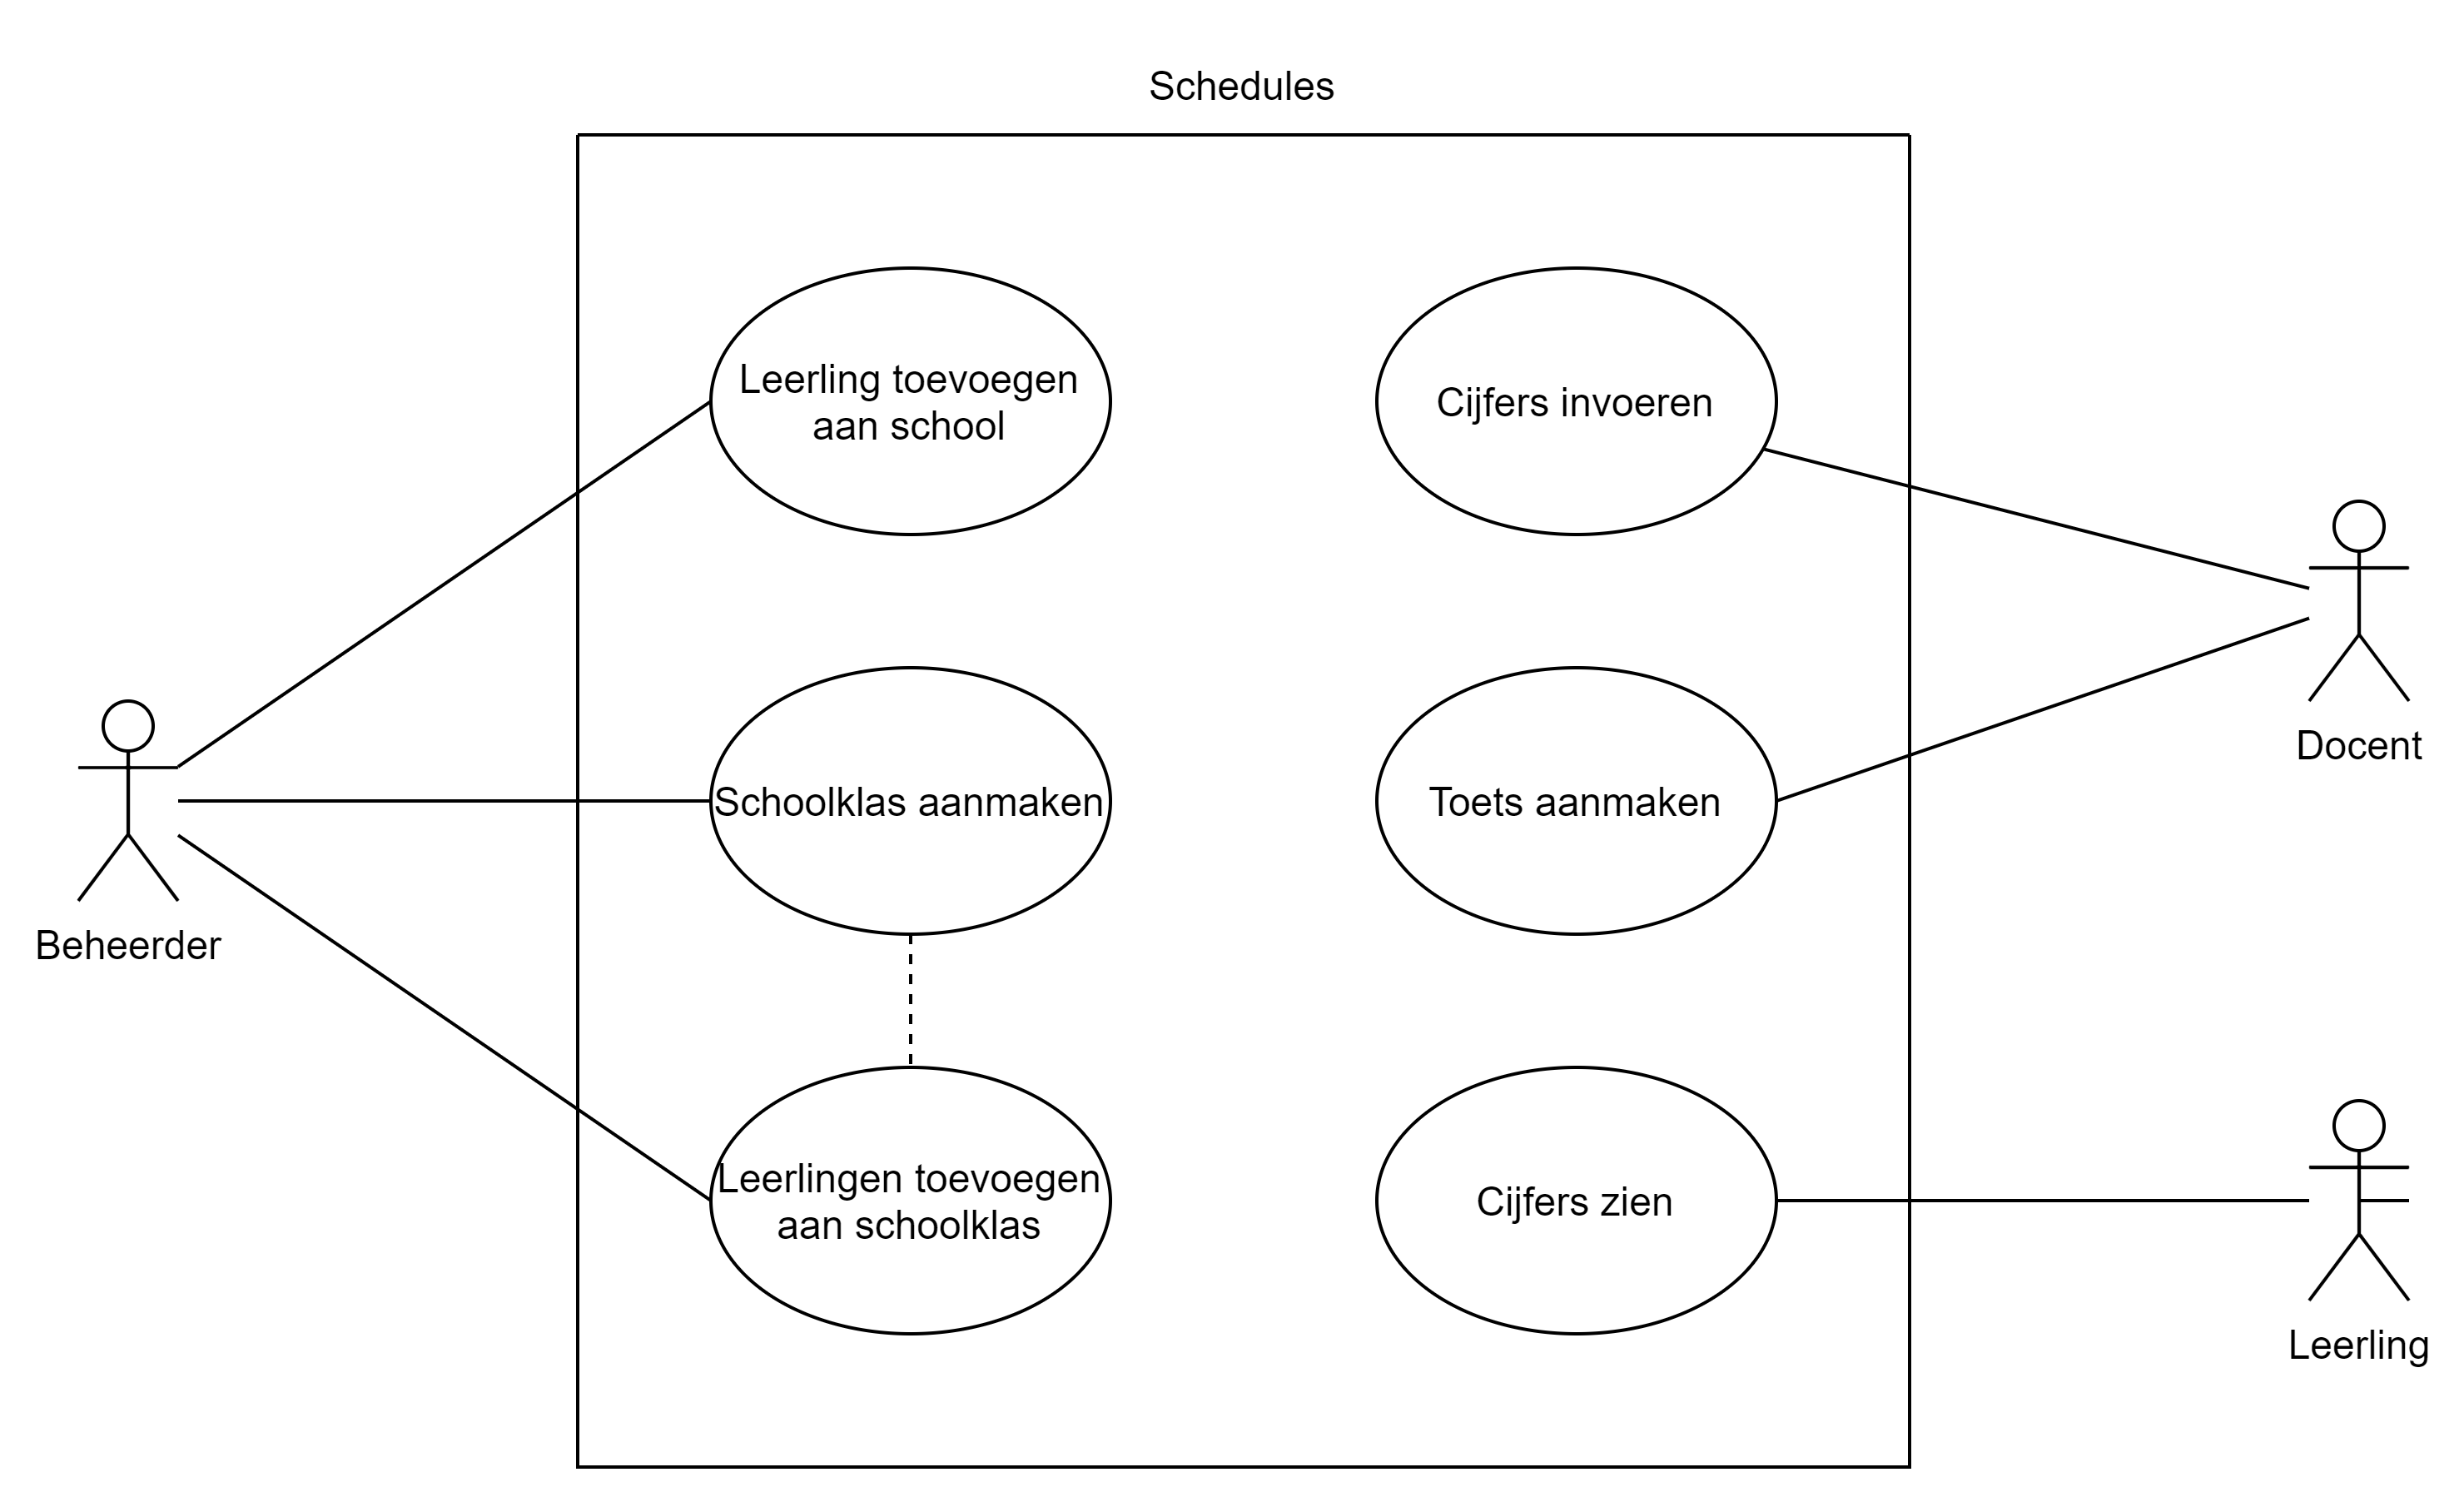 Schedules
Leerling toevoegen
aan school
Cijfers invoeren
Docent
Schoolklas aanmaken
Toets aanmaken
Beheerder
Leerlingen toevoegen
aan schoolklas
Cijfers zien
Leerling